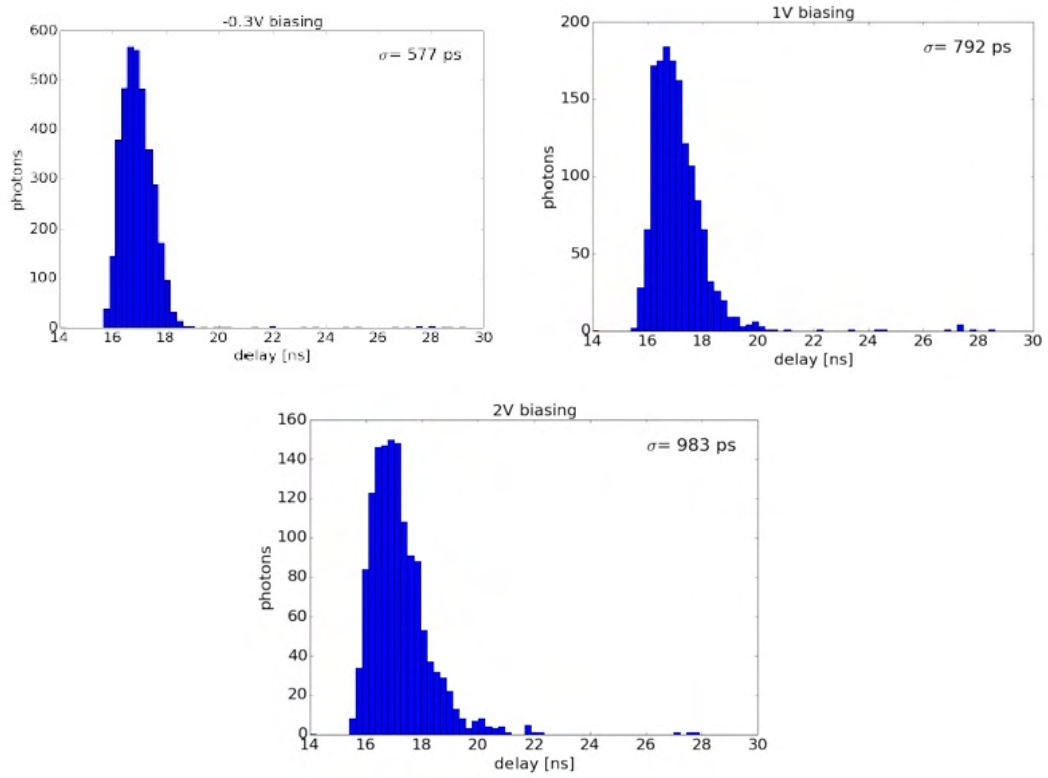 -0.3V biasing
σ= 577 ps
600
500
400
300
200
100
0
photons
14 16 18 20 22 24 26 28 30
delay [ns]
1V biasing
σ= 792 ps
200
150
100
50
0
photons
14 16 18 20 22 24 26 28 30
delay [ns]
2V biasing
σ= 983 ps
160
140
120
100
80
60
40
20
0
photons
14 16 18 20 22 24 26 28 30
delay [ns]